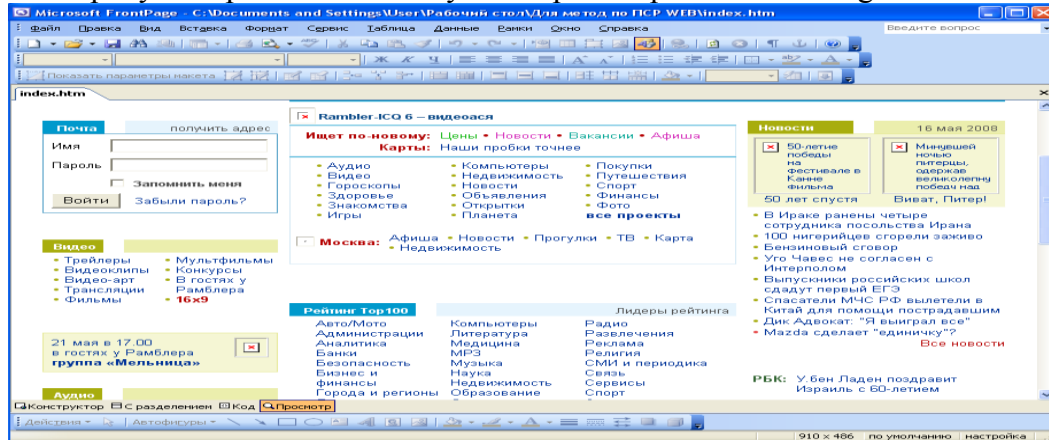 Microsoft FrontPage - C:\Documents and Settings\User\Рабочий стол\Для метод по ПСР WEB\index.htm
Файл Правка Вид Вставка Формат Сервис Таблица Данные Рамки Окно Справка
Введите вопрос
Ж К Ч
Показать параметры макета
index.htm
Почта получить адрес
Имя
Пароль
Запомнить меня
Войти Забыли пароль?
Видео
• Трейлеры • Мультфильмы
• Видеоклипы • Конкурсы
• Видео-арт • В гостях у Рамблера
• Трансляции
• Фильмы • 16x9
21 мая в 17.00
в гостях у Рамблера
группа «Мельница»
Аудио
Rambler-ICQ 6 – видеоася
Ищет по-новому: Цены • Новости • Вакансии • Афиша
Карты: Наши пробки точнее
• Аудио • Компьютеры • Покупки
• Видео • Недвижимость • Путешествия
• Гороскопы • Новости • Спорт
• Здоровье • Объявления • Финансы
• Знакомства • Открытки • Фото
• Игры • Планета все проекты
Москва: Афиша • Новости • Прогулки • ТВ • Карта
• Недвижимость
Рейтинг Top100 Лидеры рейтинга
Авто/Мото Компьютеры Радио
Администрации Литература Развлечения
Аналитика Медицина Реклама
Банки MP3 Религия
Безопасность Музыка СМИ и периодика
Бизнес и финансы Наука Связь
Недвижимость Сервисы
Города и регионы Образование Спорт
Новости 16 мая 2008
50-летие
победы
на
фестивале в
Канне
фильма
50 лет спустя
Минувшей
ночью
питерцы,
одержав
великолепну
победу над
Виват, Питер!
• В Ираке ранены четыре
сотрудника посольства Ирана
• 100 нигерийцев сгорели заживо
• Бензиновый сговор
• Уго Чавес не согласен с
Интерполом
• Выпускники российских школ
сдадут первый ЕГЭ
• Спасатели МЧС РФ вылетели в
Китай для помощи пострадавшим
• Дик Адвокат: "Я выиграл все"
• Mazda сделает "единичку"?
Все новости
РБК: У.бен Ладен поздравит
Израиль с 60-летием
Конструктор С разделением Код Просмотр
Действия Автофигуры
910 × 486 по умолчанию настройка